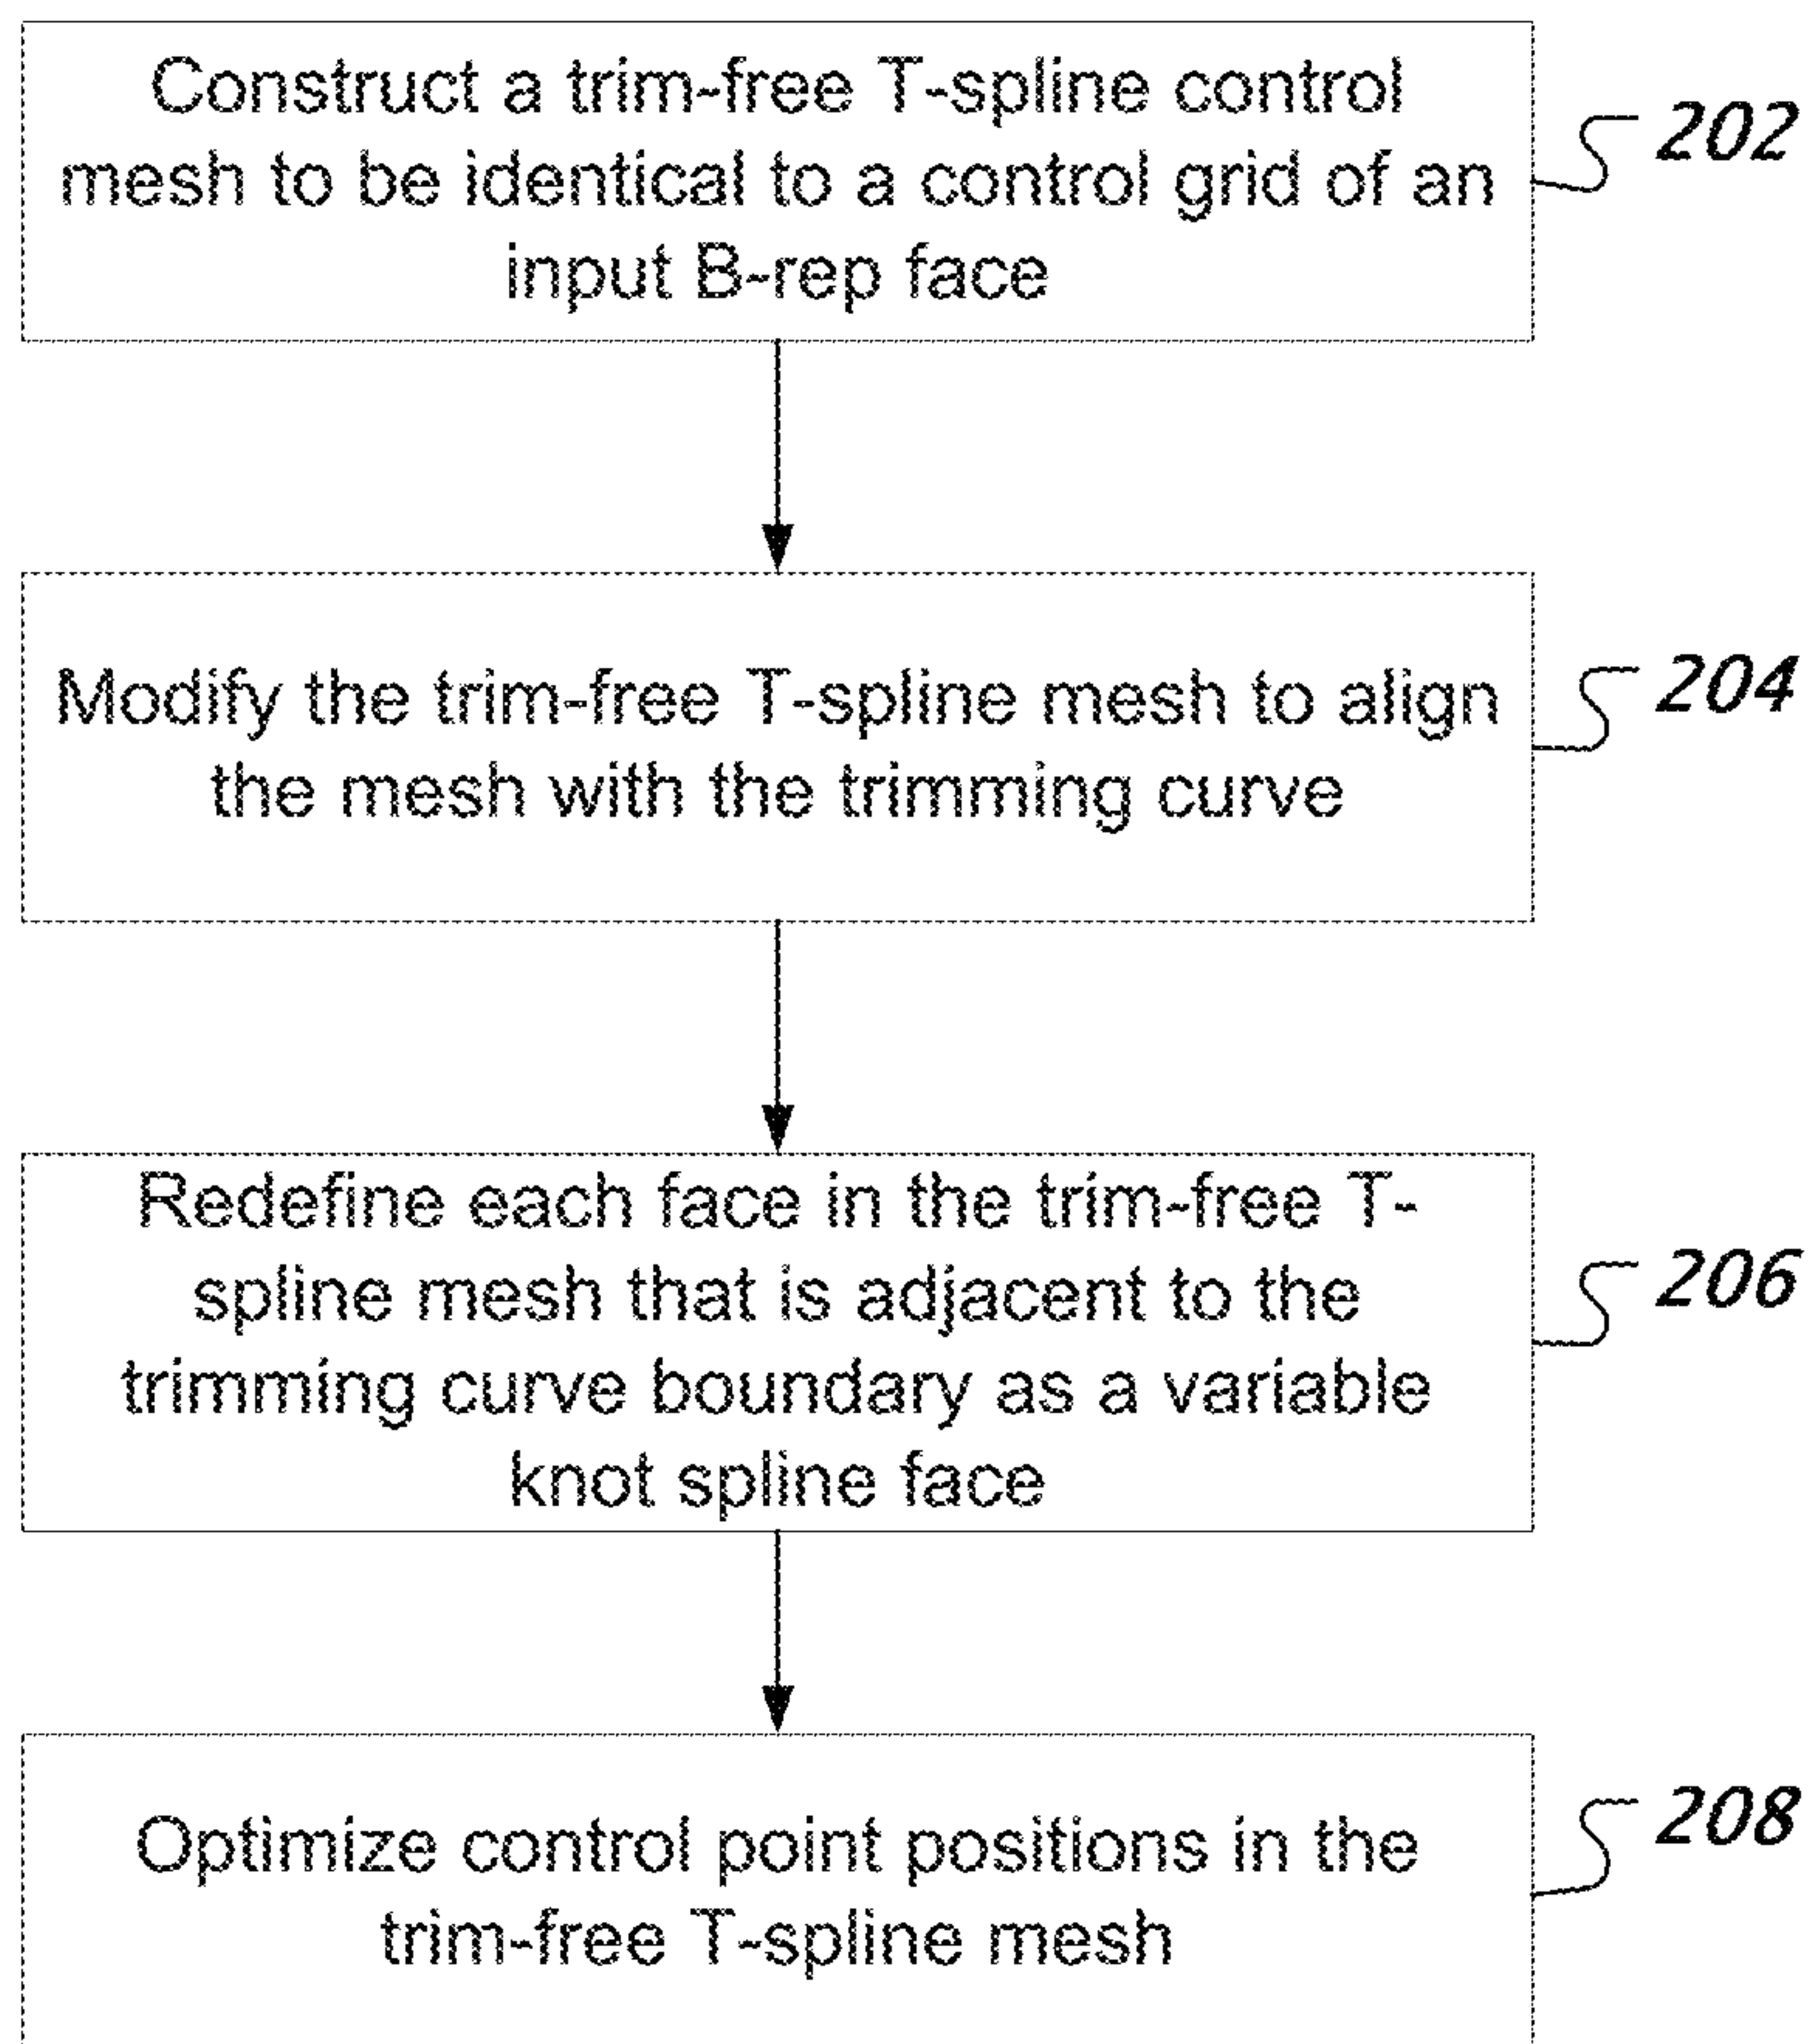 Construct a trim-free T-spline control
mesh to be identical to a control grid of an
input B-rep face
202
Modify the trim-free T-spline mesh to align
the mesh with the trimming curve
204
Redefine each face in the trim-free T-
spline mesh that is adjacent to the
trimming curve boundary as a variable
knot spline face
206
Optimize control point positions in the
trim-free T-spline mesh
208